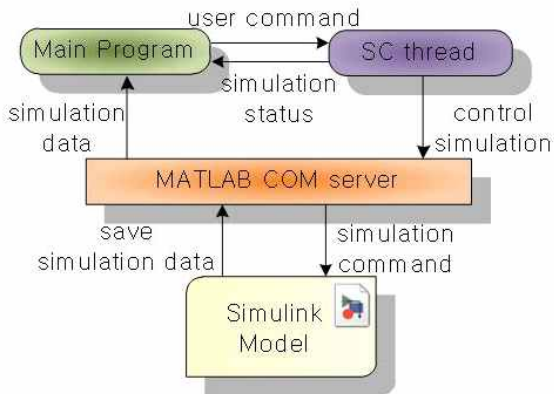 user command
Main Program
SC thread
simulation
status
simulation
data
control
simulation
MATLAB COM server
save
simulation data
simulation
command
Simulink
Model